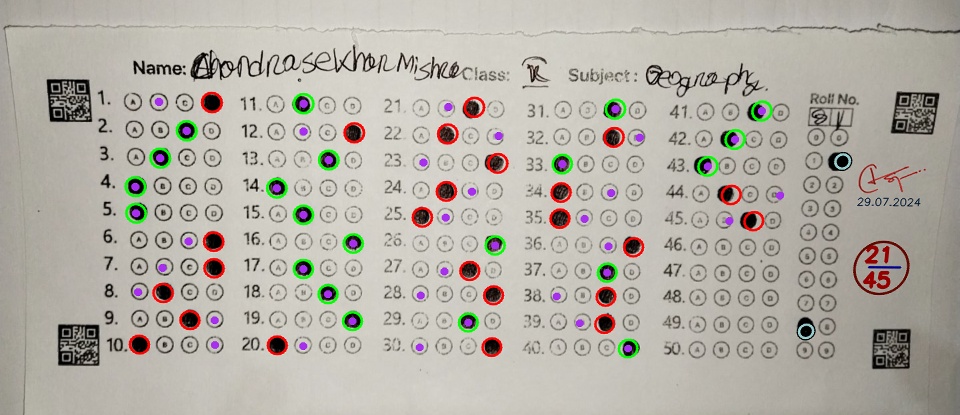 Name: Chandrasekhar Mishra Class: IX Subject: Geography.
1. A C
2. A B D
3. A C D
4. B C D
5. B C D
6. A B
7. A C
8. C D
9. A B
10. B C
11. A C D
12. A C
13. A B D
14. B C D
15. A C D
16. A B C
17. A C D
18. A B D
19. A B C
20. C D
21. A D
22. A C
23. B C
24. A D
25. C D
26. A B C
27. A D
28. B C
29. A B D
30. B C
31. A B D
32. A B
33. B C D
34. B D
35. C D
36. A B
37. A B D
38. B D
39. A D
40. A B C
41. A B D
42. A C D
43. B C D
44. A C
45. A D
46. A B C D
47. A B C D
48. A B C D
49. A B C D
50. A B C D
Roll No.
8 1
0 0
1
2 2
3 3
4 4
5 5
6 6
7 7
8
9 9
29.07.2024
21
45